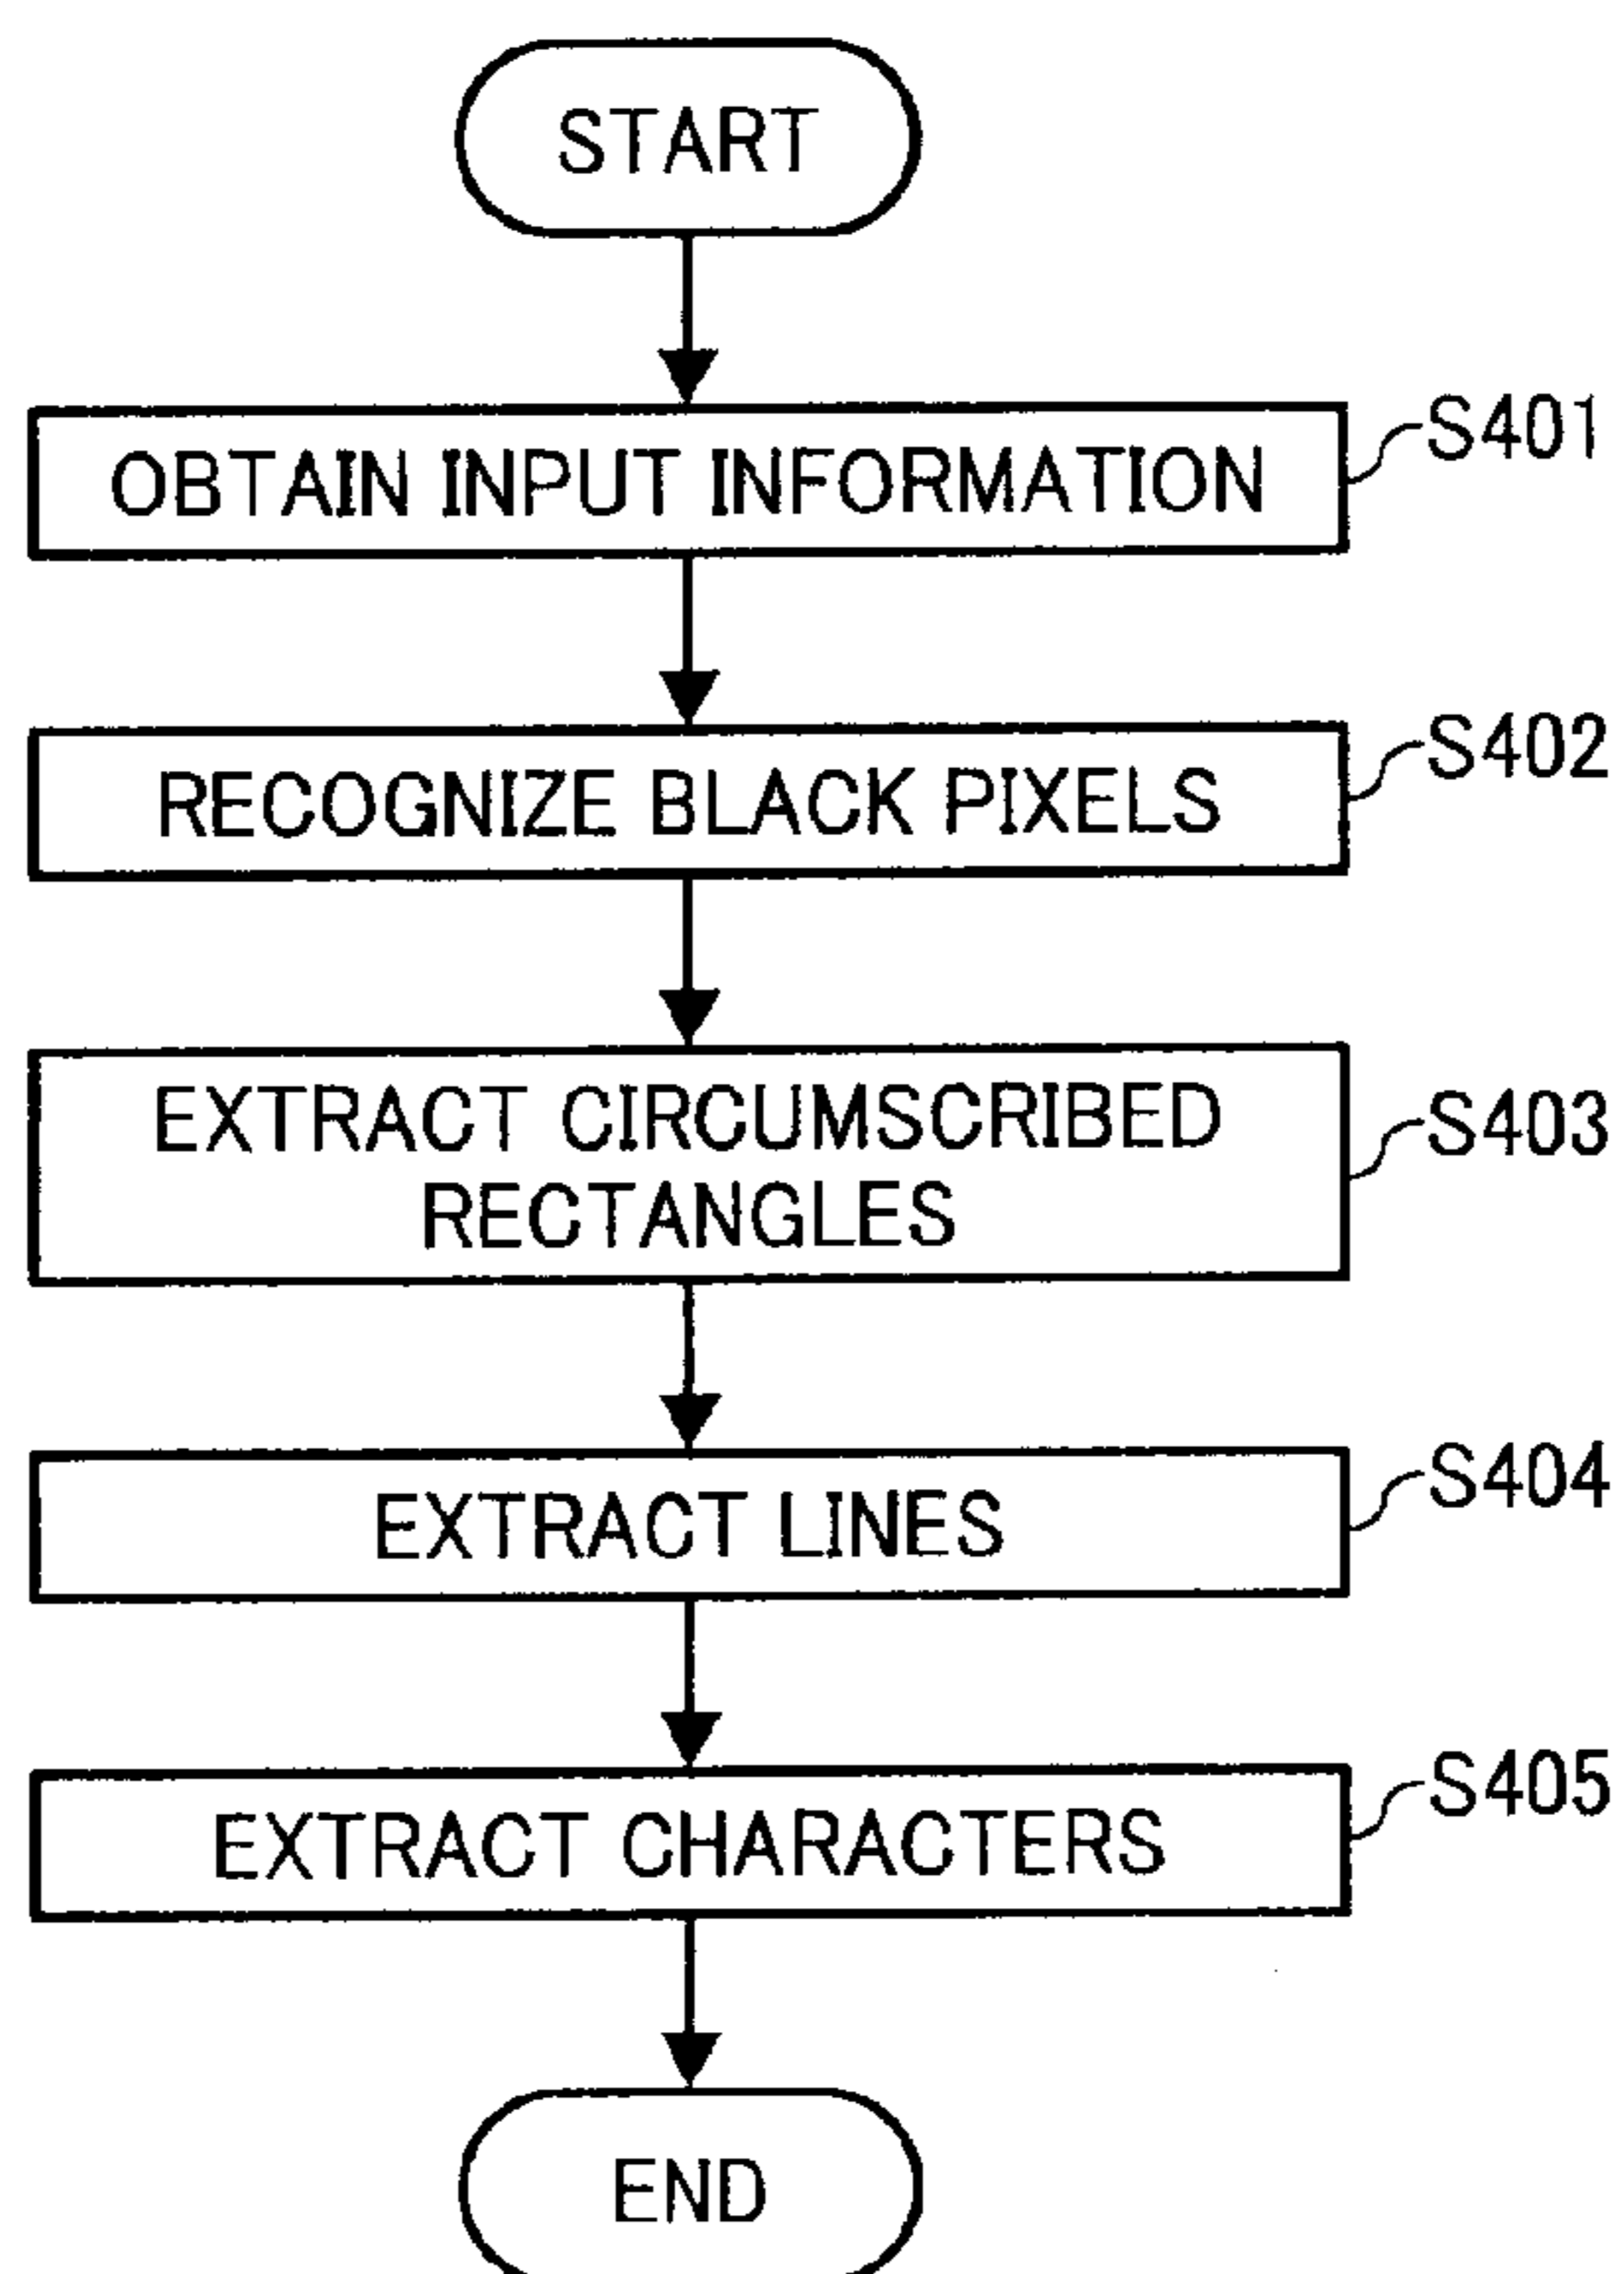 START
OBTAIN INPUT INFORMATION
S401
RECOGNIZE BLACK PIXELS
S402
EXTRACT CIRCUMSCRIBED
RECTANGLES
S403
EXTRACT LINES
S404
EXTRACT CHARACTERS
S405
END